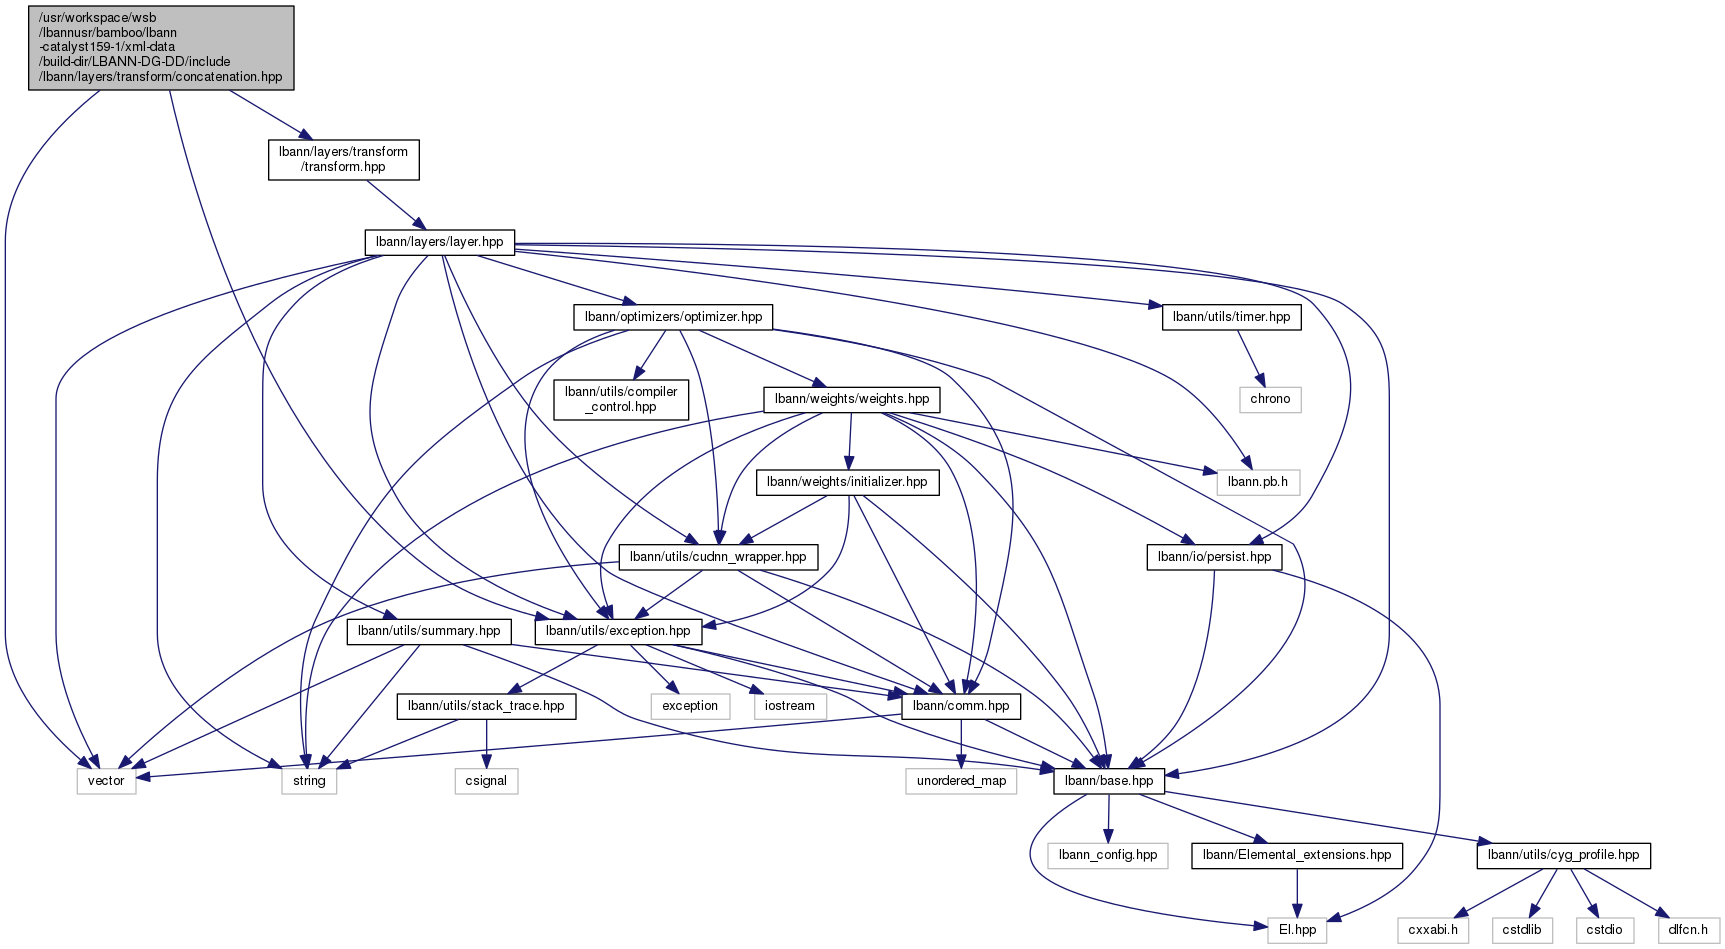 /usr/workspace/wsb
/lbannusr/bamboo/lbann
-catalyst159-1/xml-data
/build-dir/LBANN-DG-DD/include
/lbann/layers/transform/concatenation.hpp
lbann/layers/transform
/transform.hpp
lbann/layers/layer.hpp
lbann/optimizers/optimizer.hpp
lbann/utils/timer.hpp
lbann/utils/compiler
_control.hpp
lbann/weights/weights.hpp
chrono
lbann/weights/initializer.hpp
lbann.pb.h
lbann/utils/cudnn_wrapper.hpp
lbann/io/persist.hpp
lbann/utils/summary.hpp
lbann/utils/exception.hpp
lbann/utils/stack_trace.hpp
exception
iostream
lbann/comm.hpp
vector
string
csignal
unordered_map
lbann/base.hpp
lbann_config.hpp
lbann/Elemental_extensions.hpp
lbann/utils/cyg_profile.hpp
El.hpp
cxxabi.h
cstdlib
cstdio
dlfcn.h